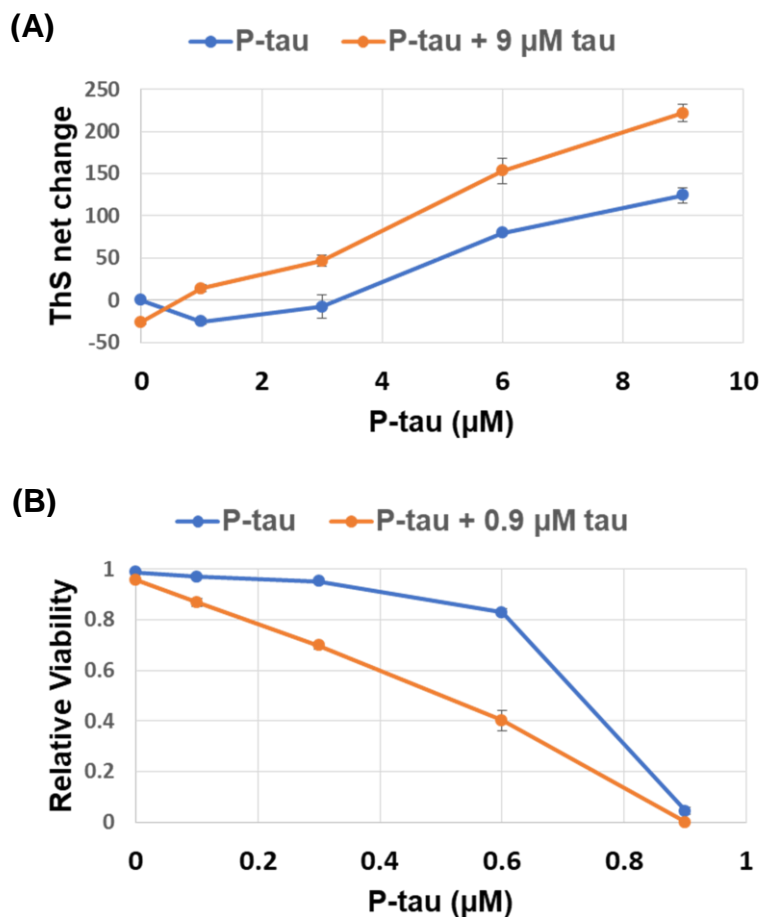 (A)
P-tau P-tau + 9 µM tau
ThS net change
250
200
150
100
50
0
-50
0 2 4 6 8 10
P-tau (µM)
(B)
P-tau P-tau + 0.9 µM tau
Relative Viability
1
0.8
0.6
0.4
0.2
0
0 0.2 0.4 0.6 0.8 1
P-tau (µM)